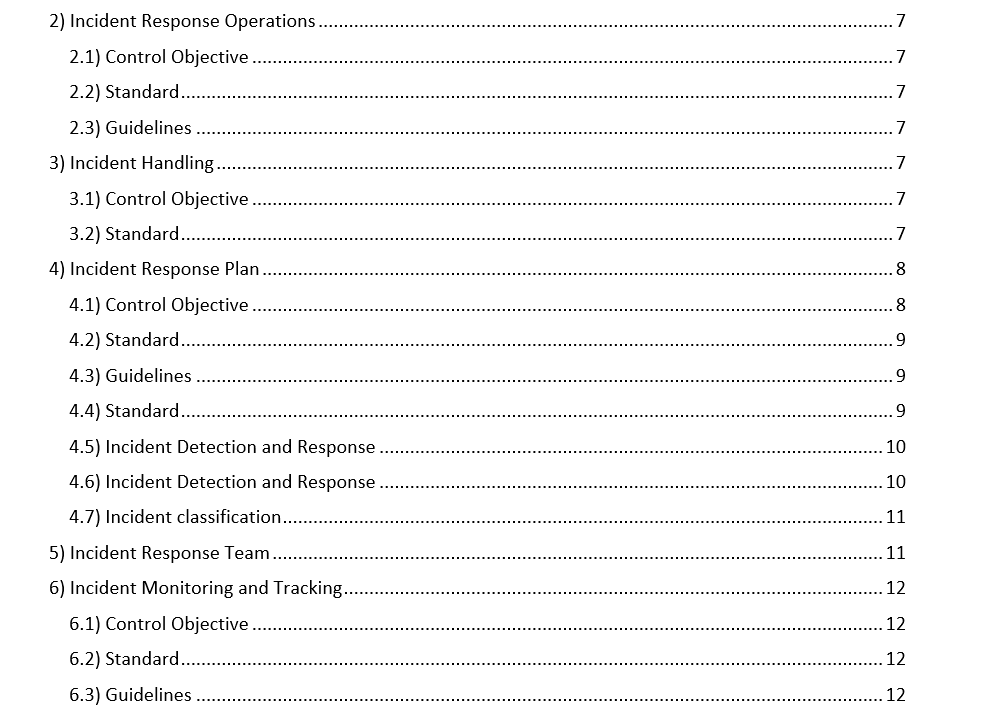 2) Incident Response Operations ........ 7
2.1) Control Objective ........ 7
2.2) Standard ........ 7
2.3) Guidelines ........ 7
3) Incident Handling ........ 7
3.1) Control Objective ........ 7
3.2) Standard ........ 7
4) Incident Response Plan ........ 8
4.1) Control Objective ........ 8
4.2) Standard ........ 9
4.3) Guidelines ........ 9
4.4) Standard ........ 9
4.5) Incident Detection and Response ........ 10
4.6) Incident Detection and Response ........ 10
4.7) Incident classification ........ 11
5) Incident Response Team ........ 11
6) Incident Monitoring and Tracking ........ 12
6.1) Control Objective ........ 12
6.2) Standard ........ 12
6.3) Guidelines ........ 12